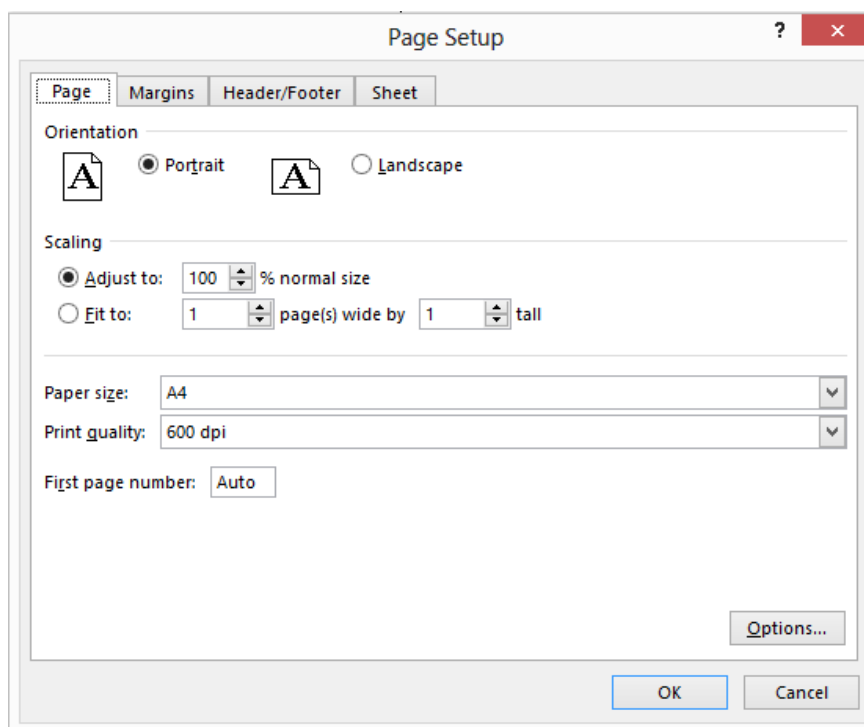 Page Setup
?
Page Margins Header/Footer Sheet
Orientation
A Portrait A Landscape
Scaling
Adjust to: 100 % normal size
Fit to: 1 page(s) wide by 1 tall
Paper size: A4
Print quality: 600 dpi
First page number: Auto
Options...
OK Cancel